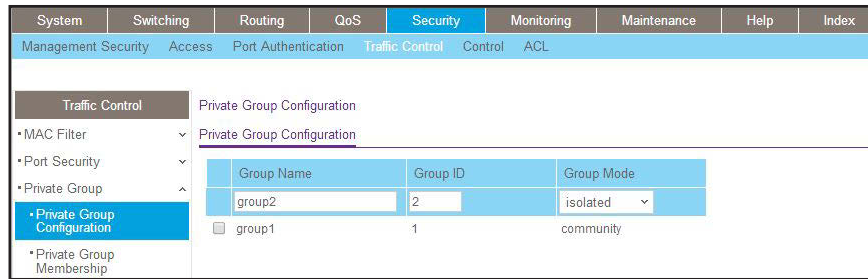 System Switching Routing QoS Security Monitoring Maintenance Help Index
Management Security Access Port Authentication Traffic Control Control ACL
Traffic Control
MAC Filter
Port Security
Private Group
Private Group
Configuration
Private Group
Membership
Private Group Configuration
Private Group Configuration
Group Name Group ID Group Mode
group2 2 isolated
group1 1 community